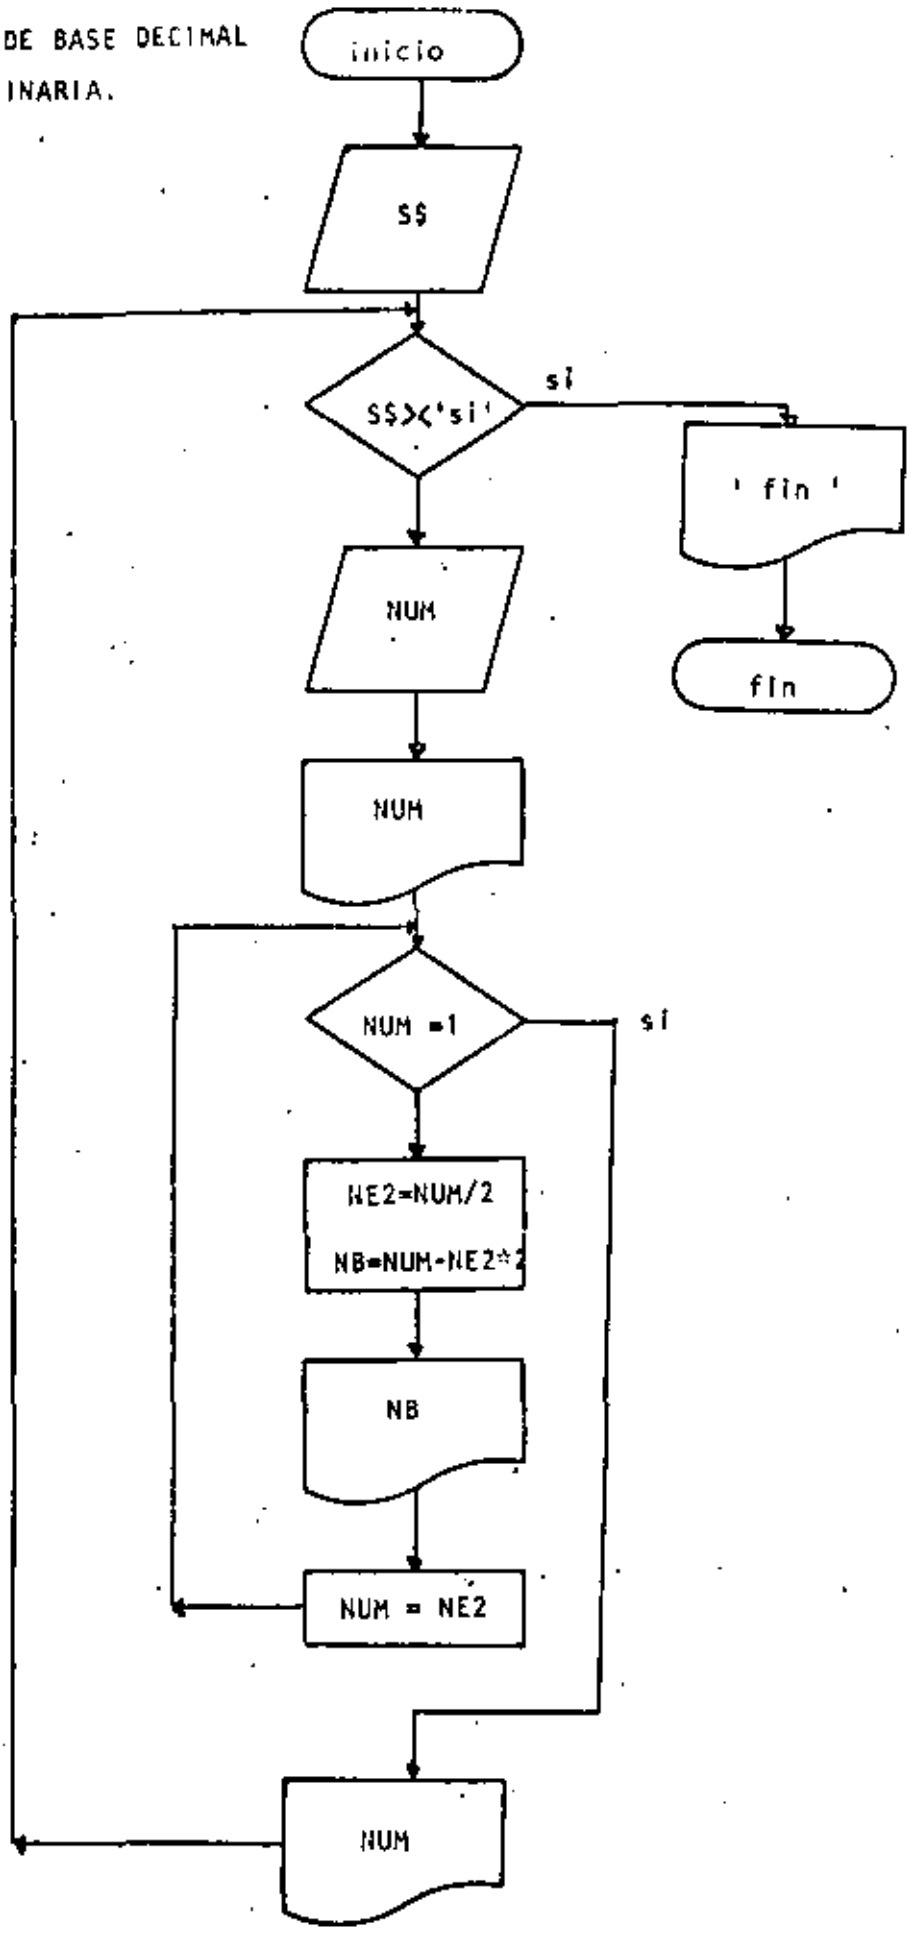 DE BASE DECIMAL
INARIA.
inicio
S$
S$><'si'
si
' fin '
fin
NUM
NUM
NUM =1
si
NE2=NUM/2
NB=NUM-NE2*2
NB
NUM = NE2
NUM